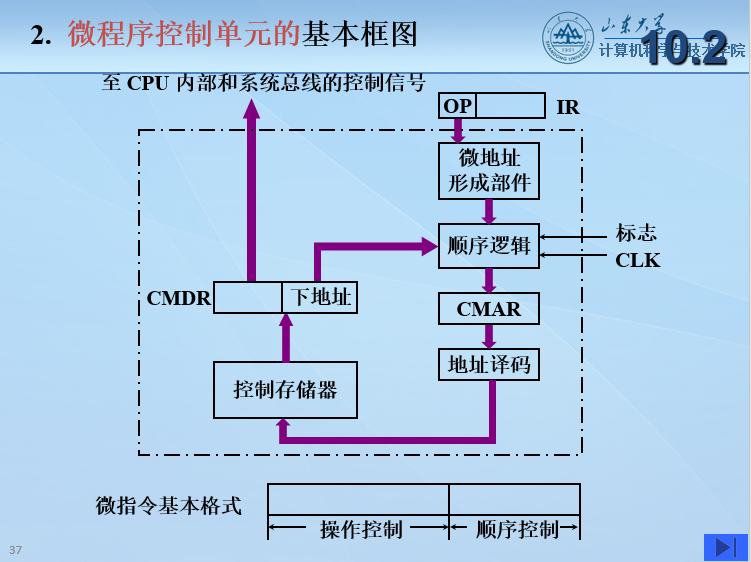 2. 微程序控制单元的基本框图
山东大学
计算机科学与技术学院
10.2
至 CPU 内部和系统总线的控制信号
OP
IR
微地址
形成部件
顺序逻辑
标志
CLK
CMDR
下地址
CMAR
地址译码
控制存储器
微指令基本格式
操作控制
顺序控制
37